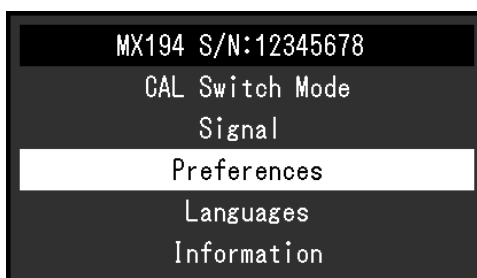 MX194 S/N:12345678
CAL Switch Mode
Signal
Preferences
Languages
Information